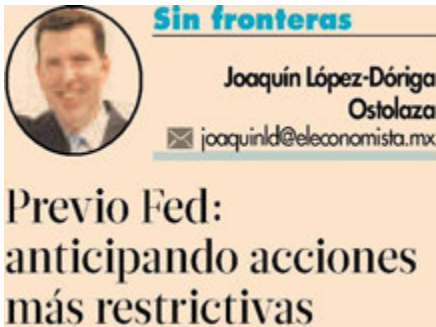 Sin fronteras
Joaquín López-Dóriga
Ostolaza
joaquinld@eleconomista.mx
Previo Fed:
anticipando acciones
más restrictivas